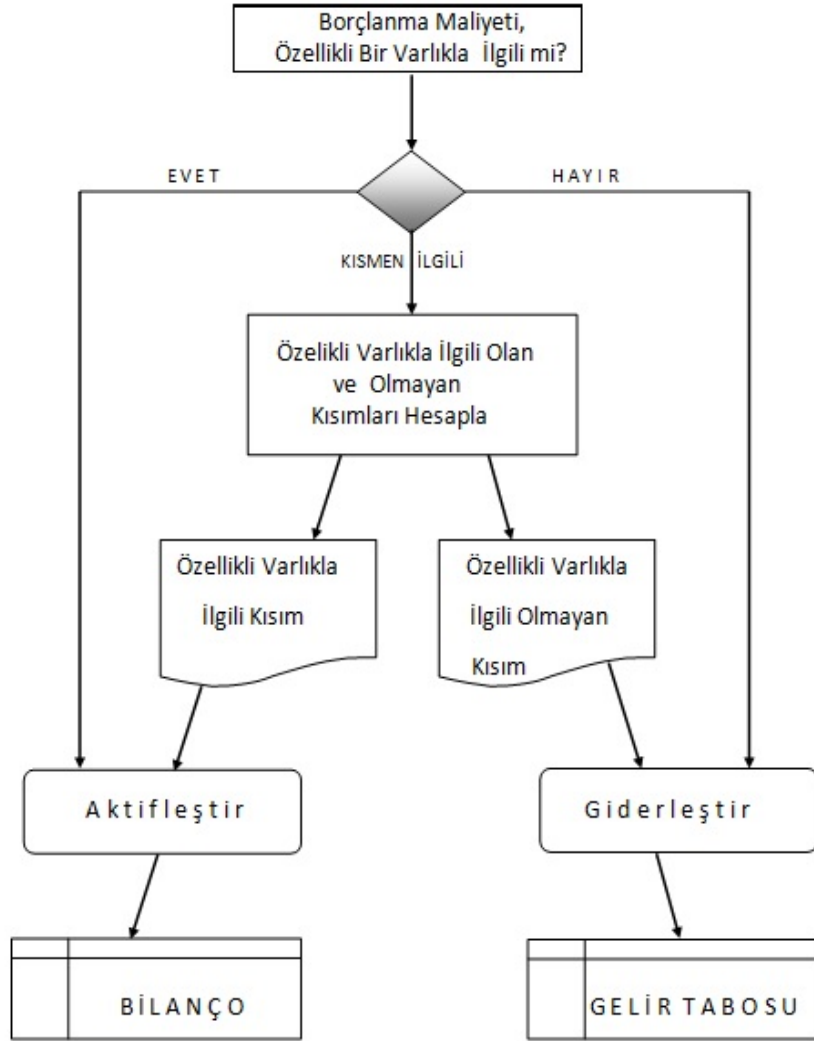 Borçlanma Maliyeti,
Özellikli Bir Varlıkla İlgili mi?
EVET
HAYIR
KISMEN İLGİLİ
Özelikli Varlıkla İlgili Olan
ve Olmayan
Kısımları Hesapla
Özellikli Varlıkla
İlgili Kısım
Özellikli Varlıkla
İlgili Olmayan
Kısım
Aktifleştir
Giderleştir
BİLANÇO
GELİR TABOSU